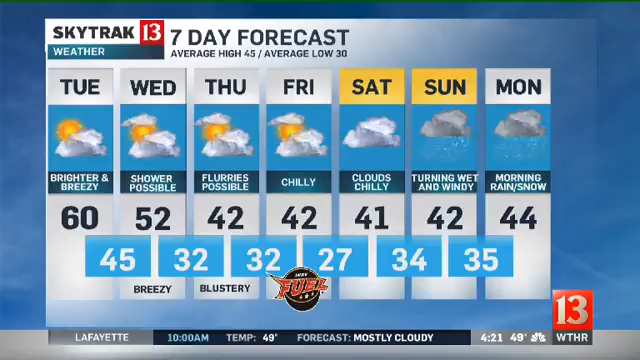 SKYTRAK 13
WEATHER
7 DAY FORECAST
AVERAGE HIGH 45 / AVERAGE LOW 30
TUE WED THU FRI SAT SUN MON
BRIGHTER & BREEZY
SHOWER POSSIBLE
FLURRIES POSSIBLE
CHILLY
CLOUDS CHILLY
TURNING WET AND WINDY
MORNING RAIN/SNOW
60 52 42 42 41 42 44
45 32 32 27 34 35
BREEZY BLUSTERY
INDY
FUEL
13
LAFAYETTE 10:00AM TEMP: 49° FORECAST: MOSTLY CLOUDY 4:21 49° WTHR